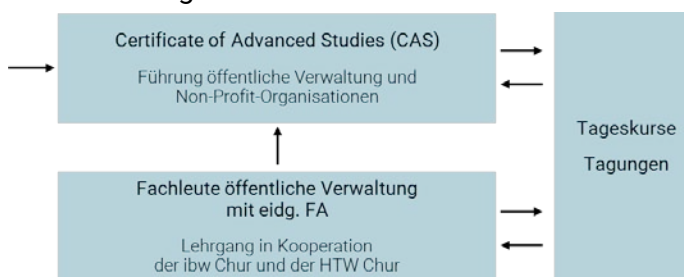 Certificate of Advanced Studies (CAS)
Führung öffentliche Verwaltung und
Non-Profit-Organisationen
Tageskurse
Tagungen
Fachleute öffentliche Verwaltung
mit eidg. FA
Lehrgang in Kooperation
der ibw Chur und der HTW Chur